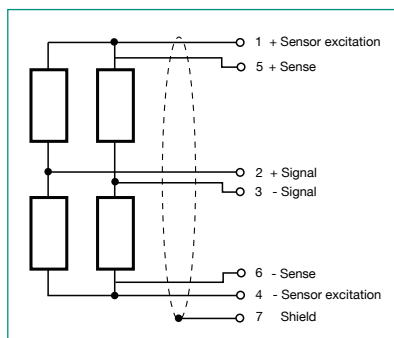 1 + Sensor excitation
5 + Sense
2 + Signal
3 - Signal
6 - Sense
4 - Sensor excitation
7 Shield